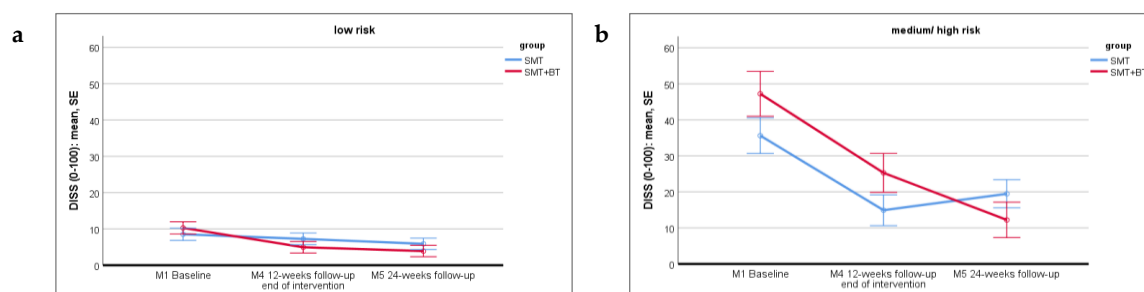 a
low risk
group
SMT
SMT+BT
DISS (0-100): mean, SE
60
50
40
30
20
10
0
M1 Baseline
M4 12-weeks follow-up
end of intervention
M5 24-weeks follow-up
b
medium/ high risk
group
SMT
SMT+BT
DISS (0-100): mean, SE
60
50
40
30
20
10
0
M1 Baseline
M4 12-weeks follow-up
end of intervention
M5 24-weeks follow-up